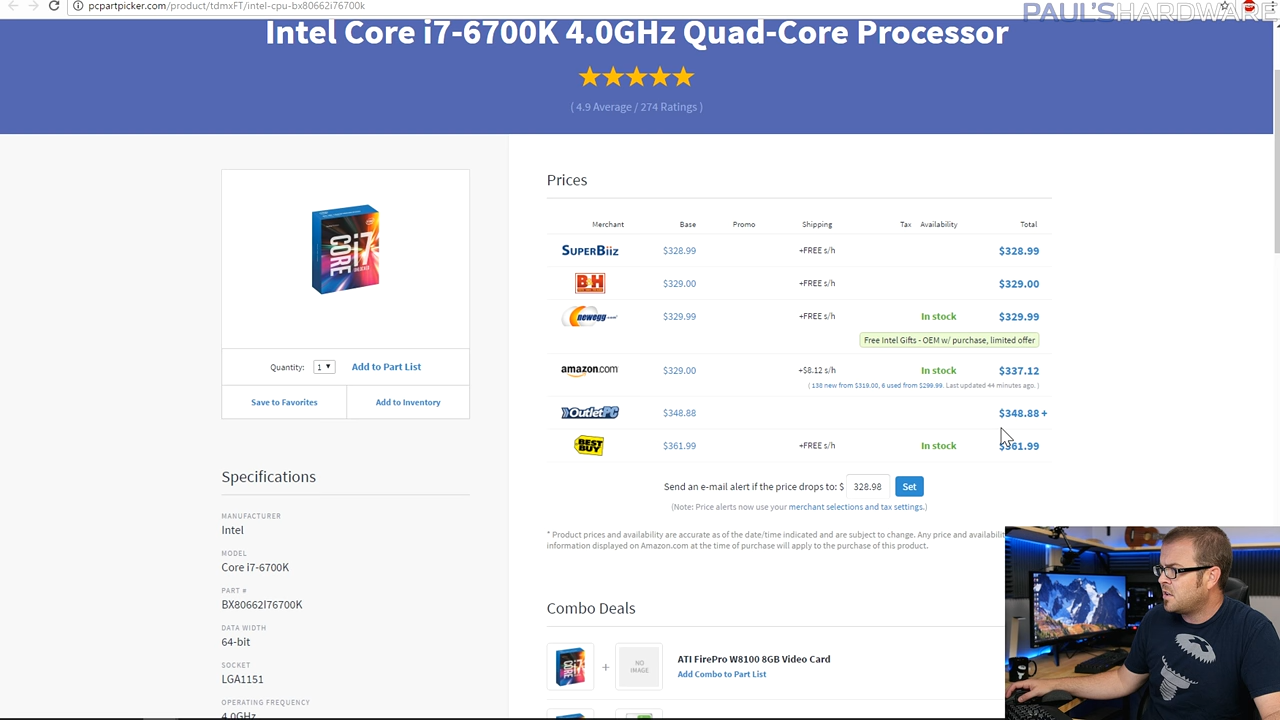 pcpartpicker.com/product/tdmxFT/intel-cpu-bx80662i76700k
PAUL'SHARDWARE
Intel Core i7-6700K 4.0GHz Quad-Core Processor
( 4.9 Average / 274 Ratings )
Prices
Merchant Base Promo Shipping Tax Availability Total
SUPERBIIZ $328.99 +FREE s/h $328.99
B&H $329.00 +FREE s/h $329.00
newegg.com $329.99 +FREE s/h In stock $329.99
Free Intel Gifts - OEM w/ purchase, limited offer
amazon.com $329.00 +$8.12 s/h In stock $337.12
( 138 new from $319.00, 6 used from $299.99. Last updated 44 minutes ago. )
OutletPC $348.88 $348.88 +
BEST BUY $361.99 +FREE s/h In stock $361.99
Send an e-mail alert if the price drops to: $ 328.98 Set
(Note: Price alerts now use your merchant selections and tax settings.)
* Product prices and availability are accurate as of the date/time indicated and are subject to change. Any price and availabili
information displayed on Amazon.com at the time of purchase will apply to the purchase of this product.
Combo Deals
NO IMAGE
ATI FirePro W8100 8GB Video Card
Add Combo to Part List
CORE i7
Quantity: 1 Add to Part List
Save to Favorites Add to Inventory
Specifications
MANUFACTURER
Intel
MODEL
Core i7-6700K
PART #
BX80662I76700K
DATA WIDTH
64-bit
SOCKET
LGA1151
OPERATING FREQUENCY
4.0GHz